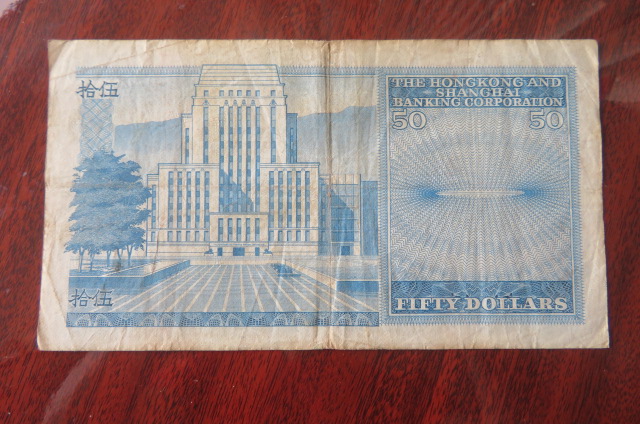 拾伍
THE HONGKONG AND
SHANGHAI
BANKING CORPORATION
50 50
拾伍
FIFTY DOLLARS